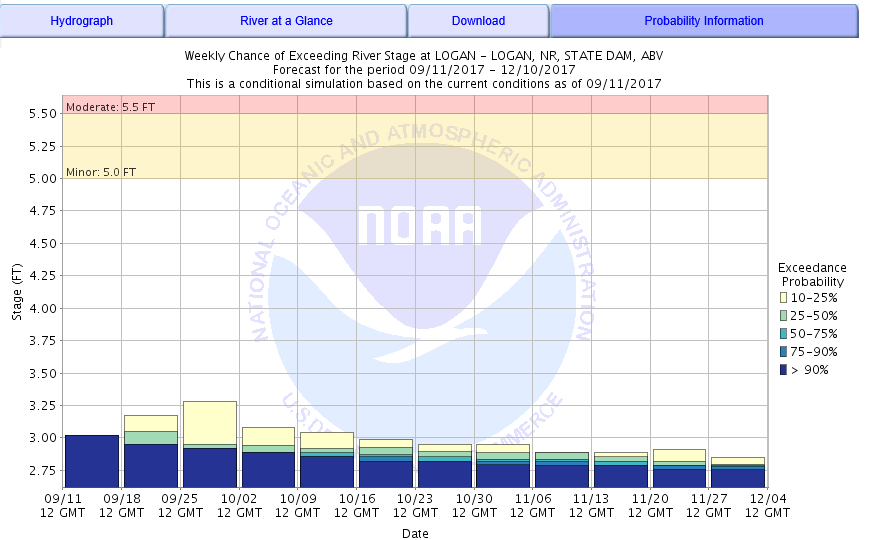 Hydrograph
River at a Glance
Download
Probability Information
Weekly Chance of Exceeding River Stage at LOGAN - LOGAN, NR, STATE DAM, ABV
Forecast for the period 09/11/2017 - 12/10/2017
This is a conditional simulation based on the current conditions as of 09/11/2017
Moderate: 5.5 FT
Minor: 5.0 FT
5.50
5.25
5.00
4.75
4.50
4.25
4.00
3.75
3.50
3.25
3.00
2.75
Stage (FT)
NATIONAL OCEANIC AND ATMOSPHERIC ADMINISTRATION
NOAA
U.S.DE
MMERCE
Exceedance
Probability
10-25%
25-50%
50-75%
75-90%
> 90%
09/11 09/18 09/25 10/02 10/09 10/16 10/23 10/30 11/06 11/13 11/20 11/27 12/04
12 GMT 12 GMT 12 GMT 12 GMT 12 GMT 12 GMT 12 GMT 12 GMT 12 GMT 12 GMT 12 GMT 12 GMT 12 GMT
Date